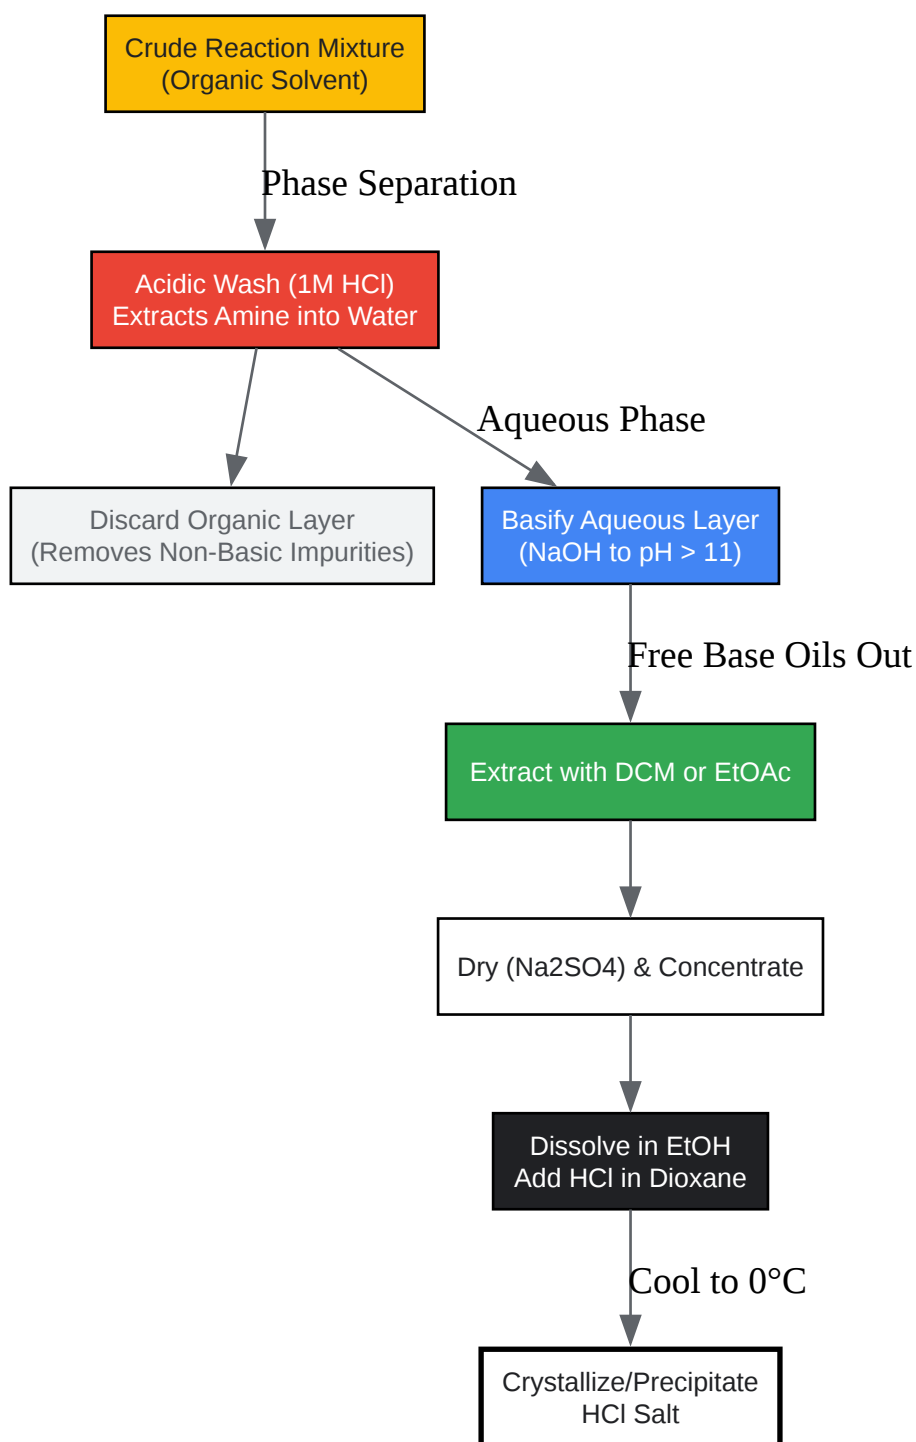 Crude Reaction Mixture
(Organic Solvent)
Phase Separation
Acidic Wash (1M HCl)
Extracts Amine into Water
Aqueous Phase
Discard Organic Layer
(Removes Non-Basic Impurities)
Basify Aqueous Layer
(NaOH to pH > 11)
Free Base Oils Out
Extract with DCM or EtOAc
Dry (Na2SO4) & Concentrate
Dissolve in EtOH
Add HCl in Dioxane
Cool to 0°C
Crystallize/Precipitate
HCl Salt